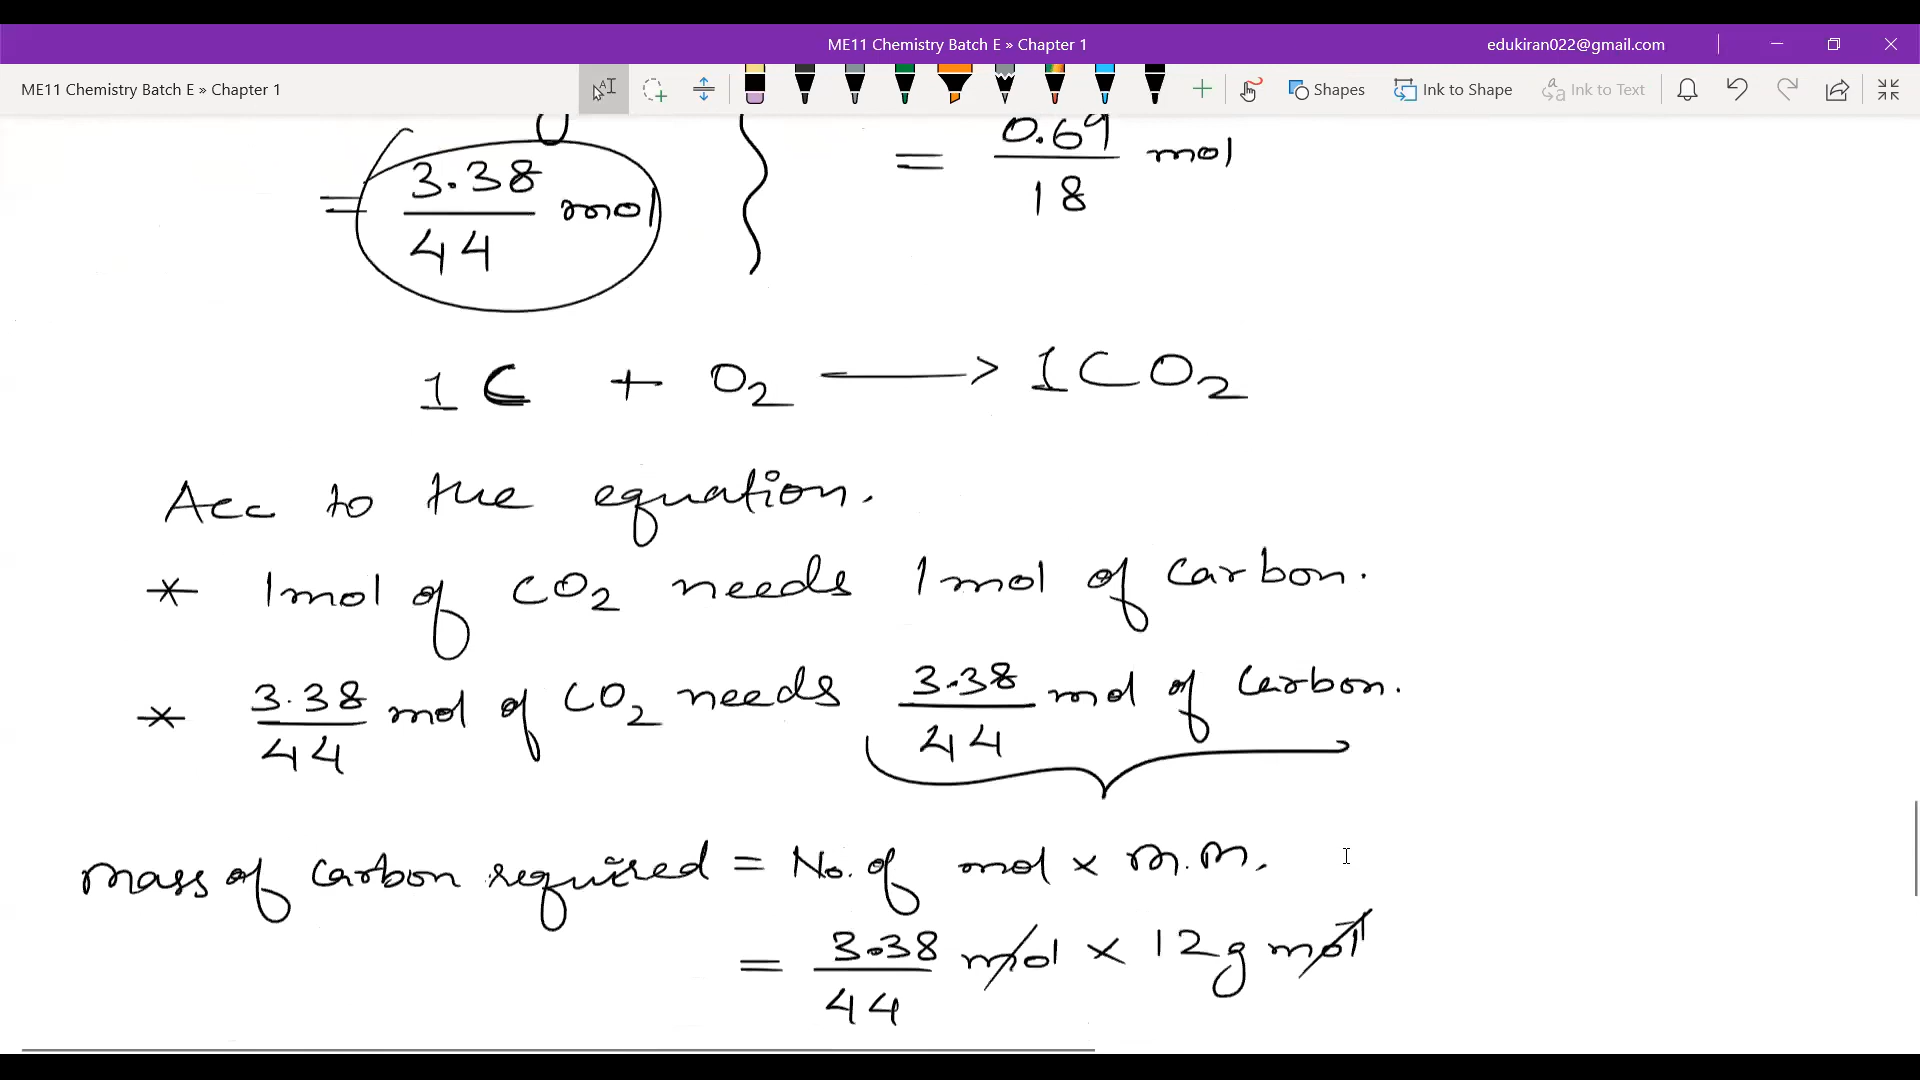 ME11 Chemistry Batch E » Chapter 1
edukiran022@gmail.com
ME11 Chemistry Batch E » Chapter 1
Shapes
Ink to Shape
Ink to Text
= 3.38/44 mol
= 0.69/18 mol
1 C + O2 ⟶ 1 CO2
Acc to the equation.
* 1mol of CO2 needs 1 mol of carbon.
* 3.38/44 mol of CO2 needs 3.38/44 mol of carbon.
Mass of carbon required = No. of mol × M.M.
= 3.38/44 mol × 12g mol⁻¹